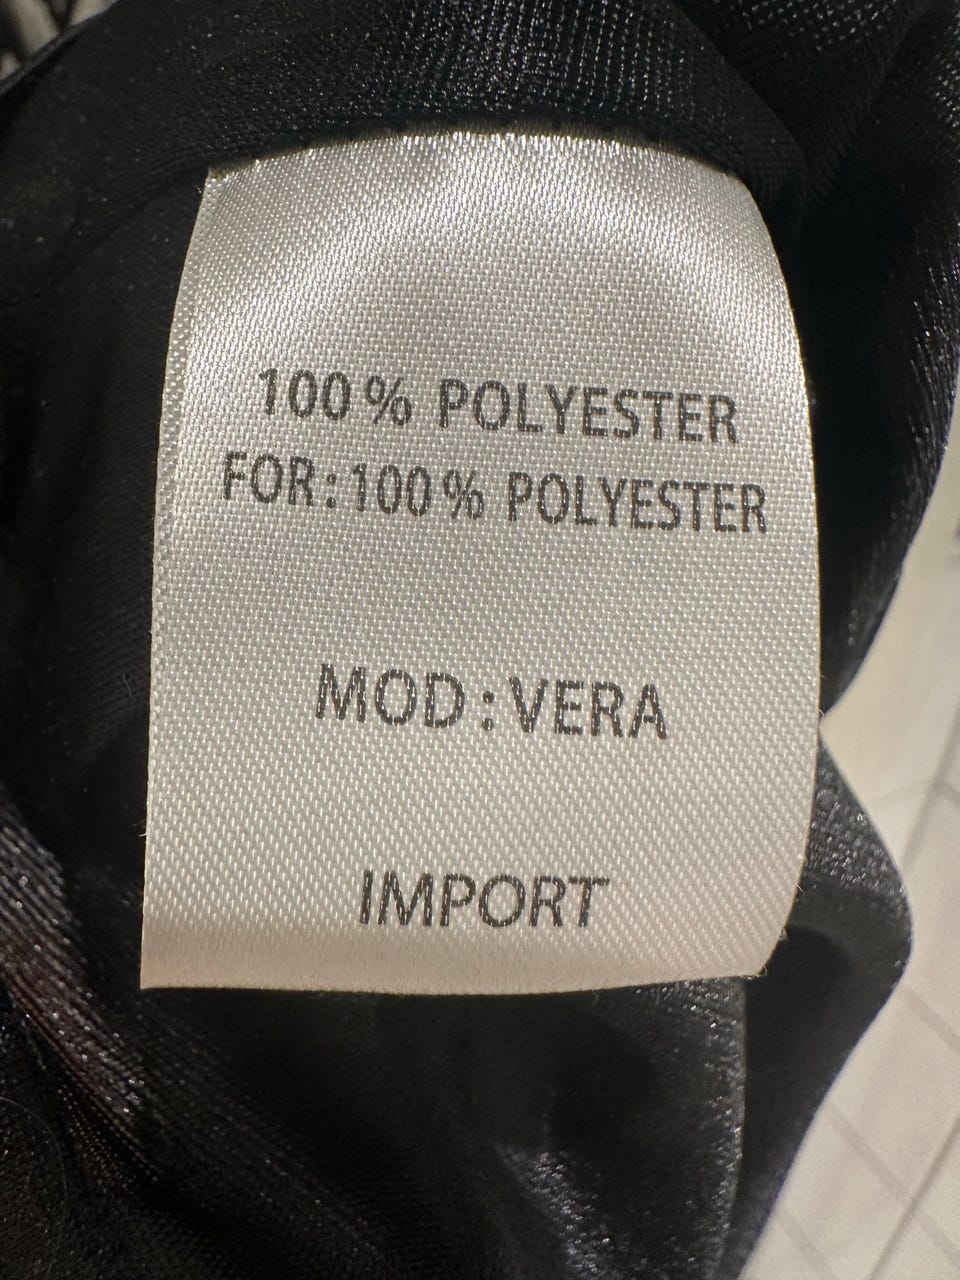 100% POLYESTER
FOR:100% POLYESTER
MOD:VERA
IMPORT